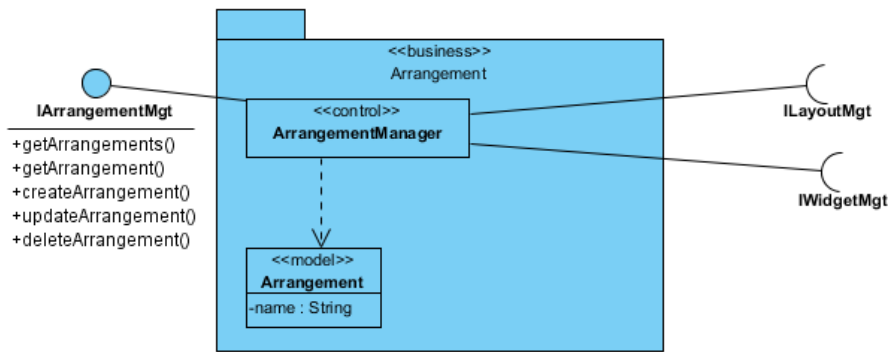 <<business>>
Arrangement
IArrangementMgt
+getArrangements()
+getArrangement()
+createArrangement()
+updateArrangement()
+deleteArrangement()
<<control>>
ArrangementManager
<<model>>
Arrangement
-name : String
ILayoutMgt
IWidgetMgt